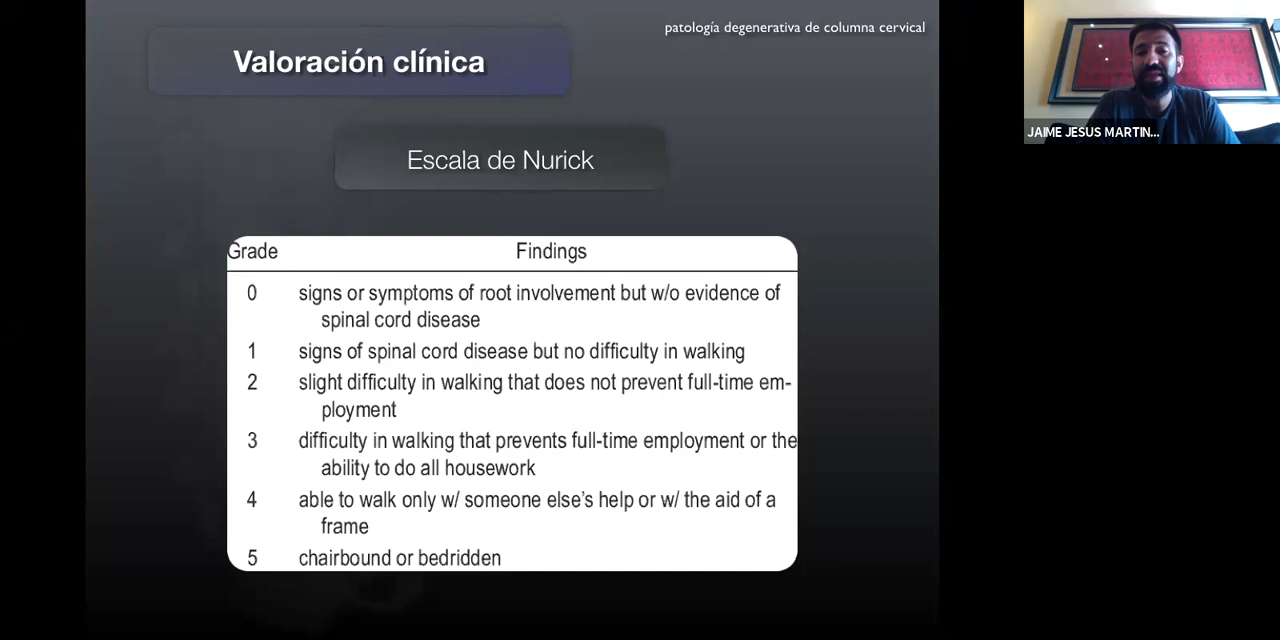 patología degenerativa de columna cervical
Valoración clínica
JAIME JESUS MARTIN...
Escala de Nurick
Grade Findings
0 signs or symptoms of root involvement but w/o evidence of
spinal cord disease
1 signs of spinal cord disease but no difficulty in walking
2 slight difficulty in walking that does not prevent full-time em-
ployment
3 difficulty in walking that prevents full-time employment or the
ability to do all housework
4 able to walk only w/ someone else's help or w/ the aid of a
frame
5 chairbound or bedridden